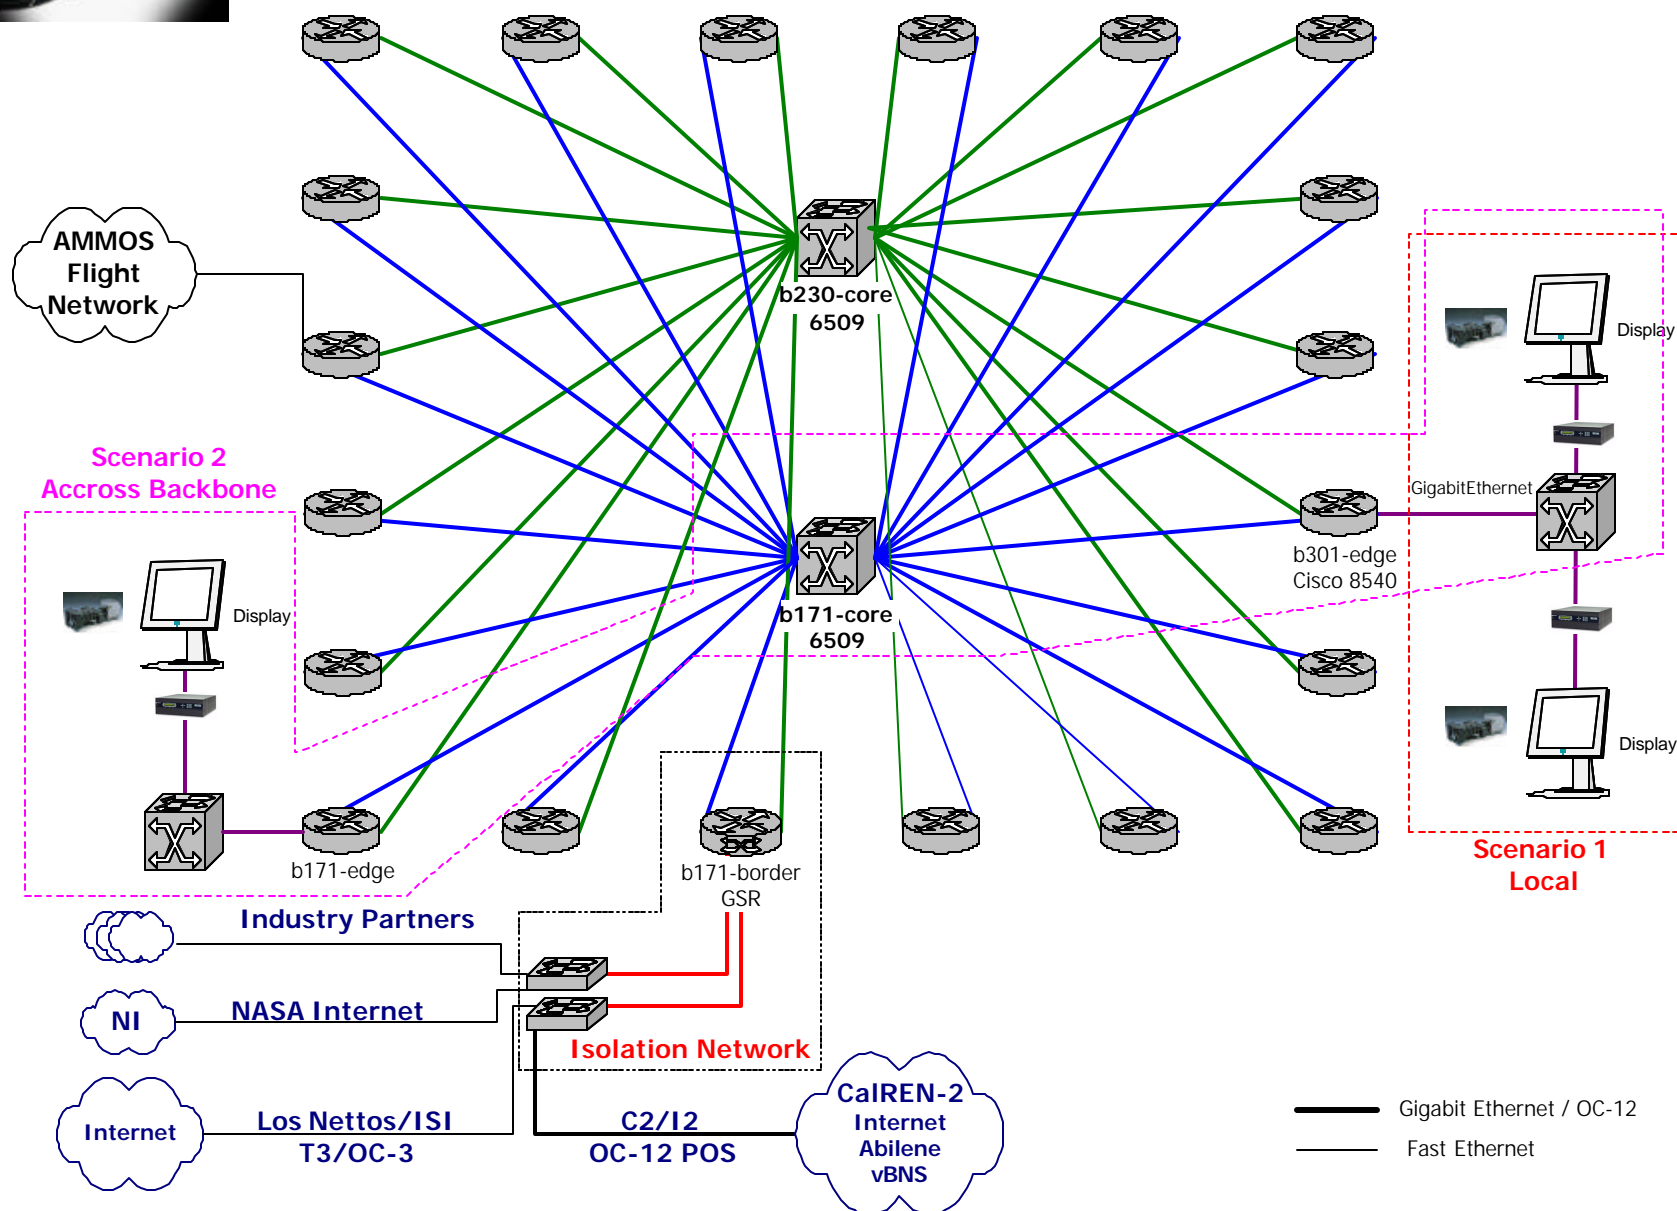 AMMOS
Flight
Network
b230-core
6509
Display
Scenario 2
Accross Backbone
GigabitEthernet
b301-edge
Cisco 8540
Display
b171-core
6509
Display
Scenario 1
Local
b171-edge
b171-border
GSR
Industry Partners
NI
NASA Internet
Isolation Network
Internet
Los Nettos/ISI
T3/OC-3
C2/I2
OC-12 POS
CalREN-2
Internet
Abilene
vBNS
Gigabit Ethernet / OC-12
Fast Ethernet